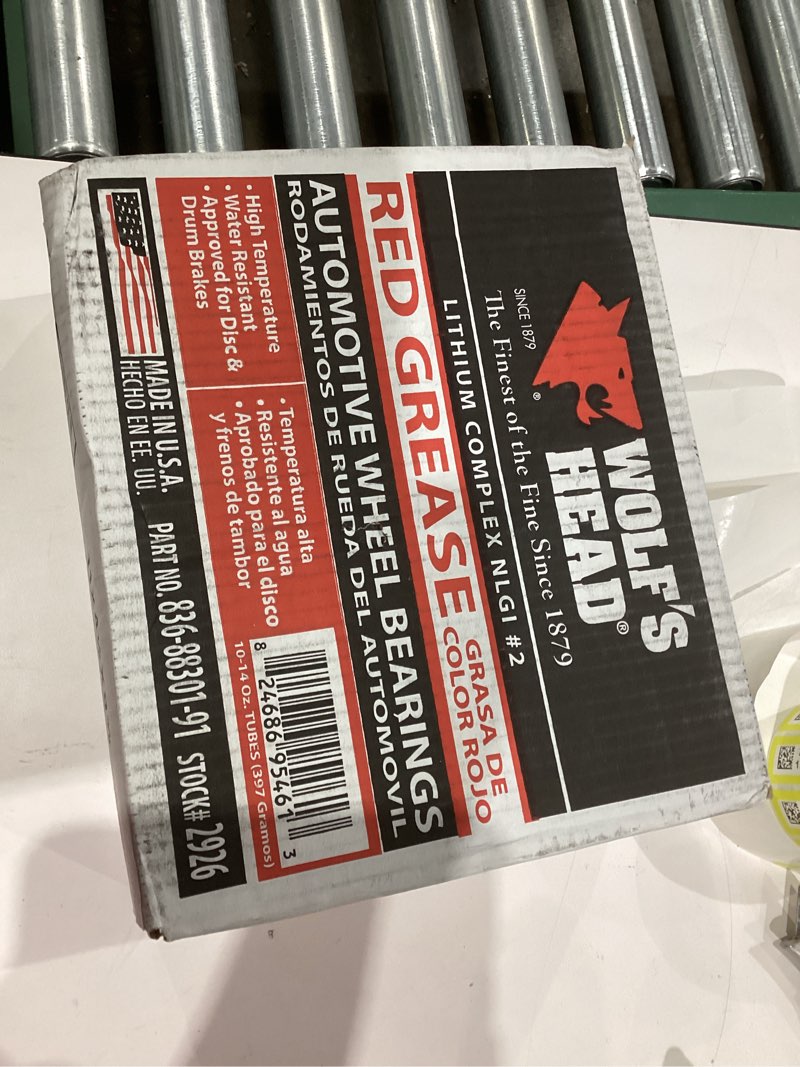 WOLF'S
HEAD®
®
SINCE 1879
The Finest of the Fine Since 1879
LITHIUM COMPLEX NLGI #2
RED GREASE
GRASA DE
COLOR ROJO
AUTOMOTIVE WHEEL BEARINGS
RODAMIENTOS DE RUEDA DEL AUTOMOVIL
• High Temperature
• Water Resistant
• Approved for Disc &
Drum Brakes
• Temperatura alta
• Resistente al agua
• Aprobado para el disco
y frenos de tambor
8 24686 95461 3
10-14 Oz. TUBES (397 Gramos)
MADE IN U.S.A.
HECHO EN EE. UU.
PART NO. 836-88301-91 STOCK# 2926